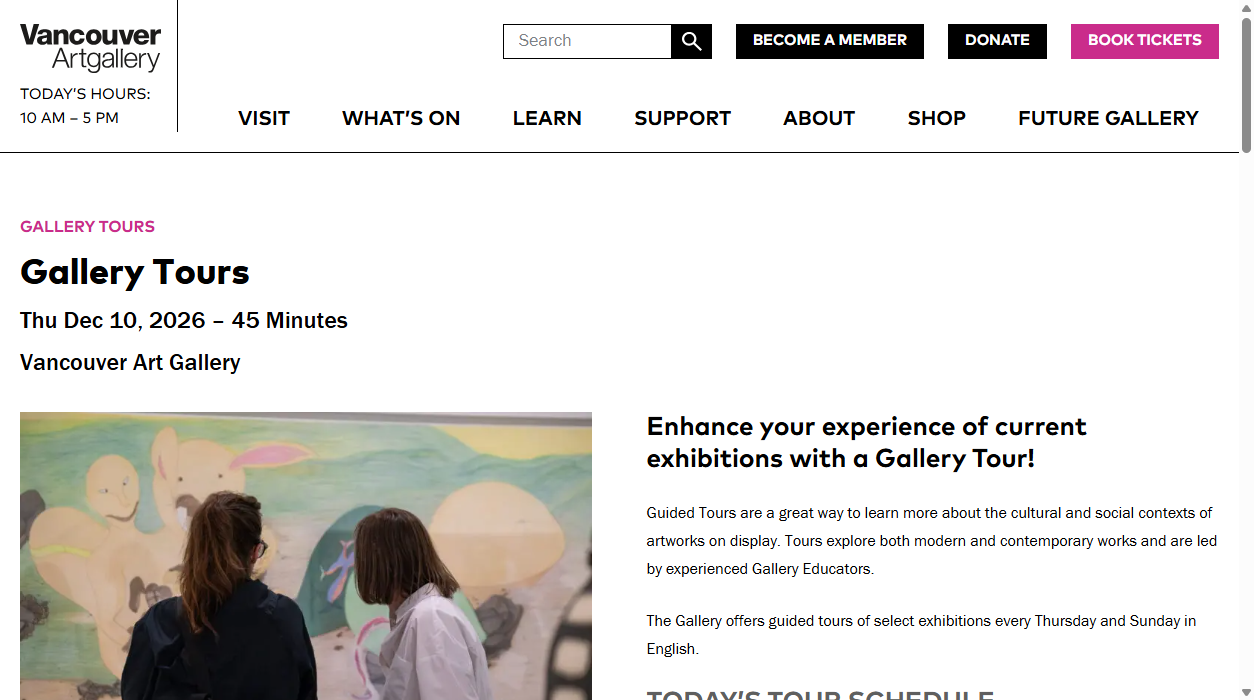 Vancouver
Artgallery
TODAY'S HOURS:
10 AM – 5 PM
Search
BECOME A MEMBER
DONATE
BOOK TICKETS
VISIT
WHAT'S ON
LEARN
SUPPORT
ABOUT
SHOP
FUTURE GALLERY
GALLERY TOURS
Gallery Tours
Thu Dec 10, 2026 – 45 Minutes
Vancouver Art Gallery
Enhance your experience of current
exhibitions with a Gallery Tour!
Guided Tours are a great way to learn more about the cultural and social contexts of
artworks on display. Tours explore both modern and contemporary works and are led
by experienced Gallery Educators.
The Gallery offers guided tours of select exhibitions every Thursday and Sunday in
English.
TODAY'S TOUR SCHEDULE